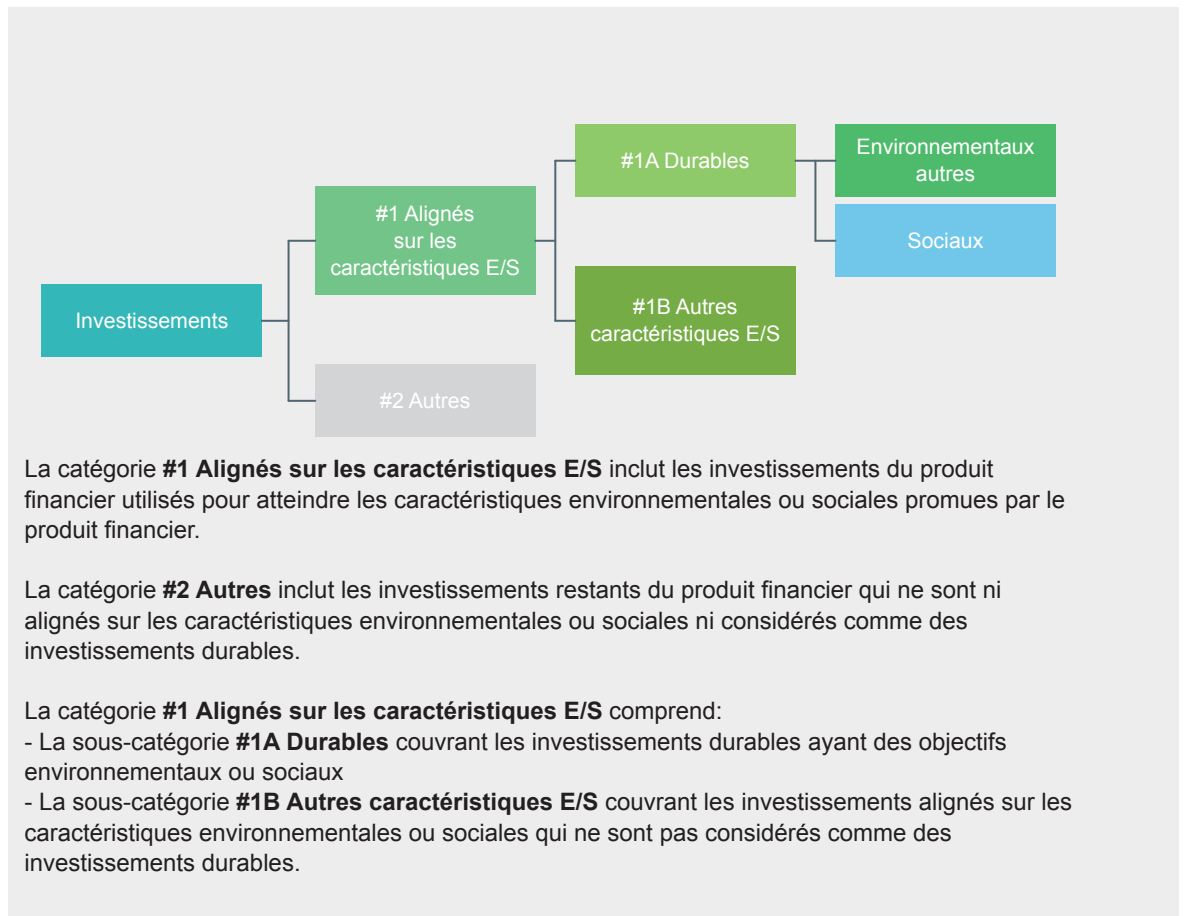 Investissements
#1 Alignés
sur les
caractéristiques E/S
#2 Autres
#1A Durables
#1B Autres
caractéristiques E/S
Environnementaux
autres
Sociaux
La catégorie #1 Alignés sur les caractéristiques E/S inclut les investissements du produit
financier utilisés pour atteindre les caractéristiques environnementales ou sociales promues par le
produit financier.
La catégorie #2 Autres inclut les investissements restants du produit financier qui ne sont ni
alignés sur les caractéristiques environnementales ou sociales ni considérés comme des
investissements durables.
La catégorie #1 Alignés sur les caractéristiques E/S comprend:
- La sous-catégorie #1A Durables couvrant les investissements durables ayant des objectifs
environnementaux ou sociaux
- La sous-catégorie #1B Autres caractéristiques E/S couvrant les investissements alignés sur les
caractéristiques environnementales ou sociales qui ne sont pas considérés comme des
investissements durables.